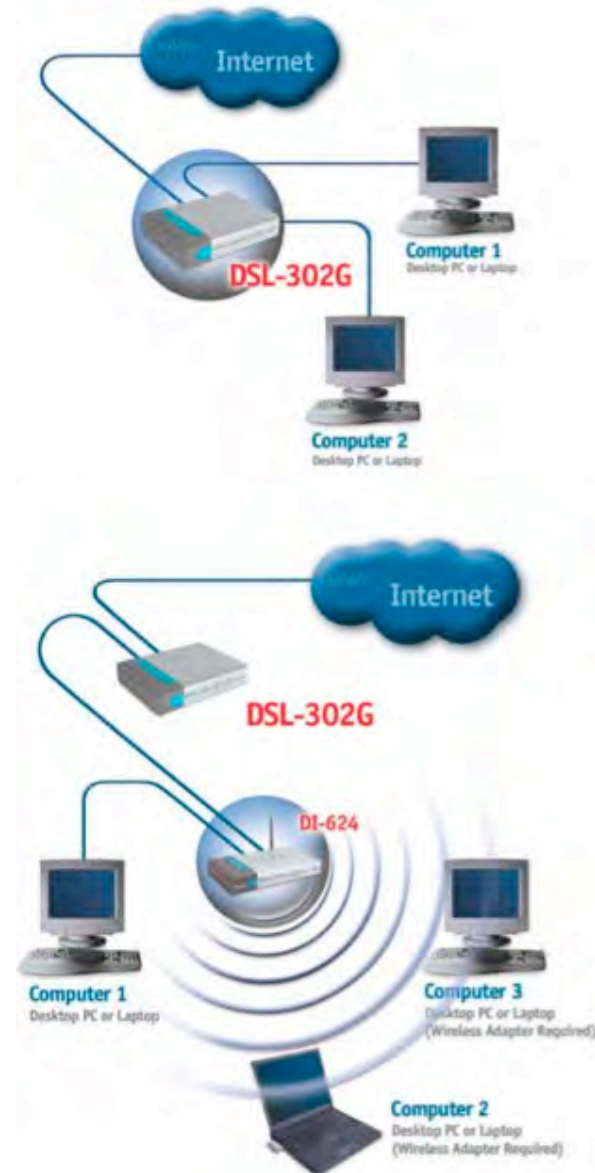 Internet
Computer 1
Desktop PC or Laptop
DSL-302G
Computer 2
Desktop PC or Laptop
Internet
DSL-302G
DI-624
Computer 1
Desktop PC or Laptop
Computer 3
Desktop PC or Laptop
(Wireless Adapter Required)
Computer 2
Desktop PC or Laptop
(Wireless Adapter Required)